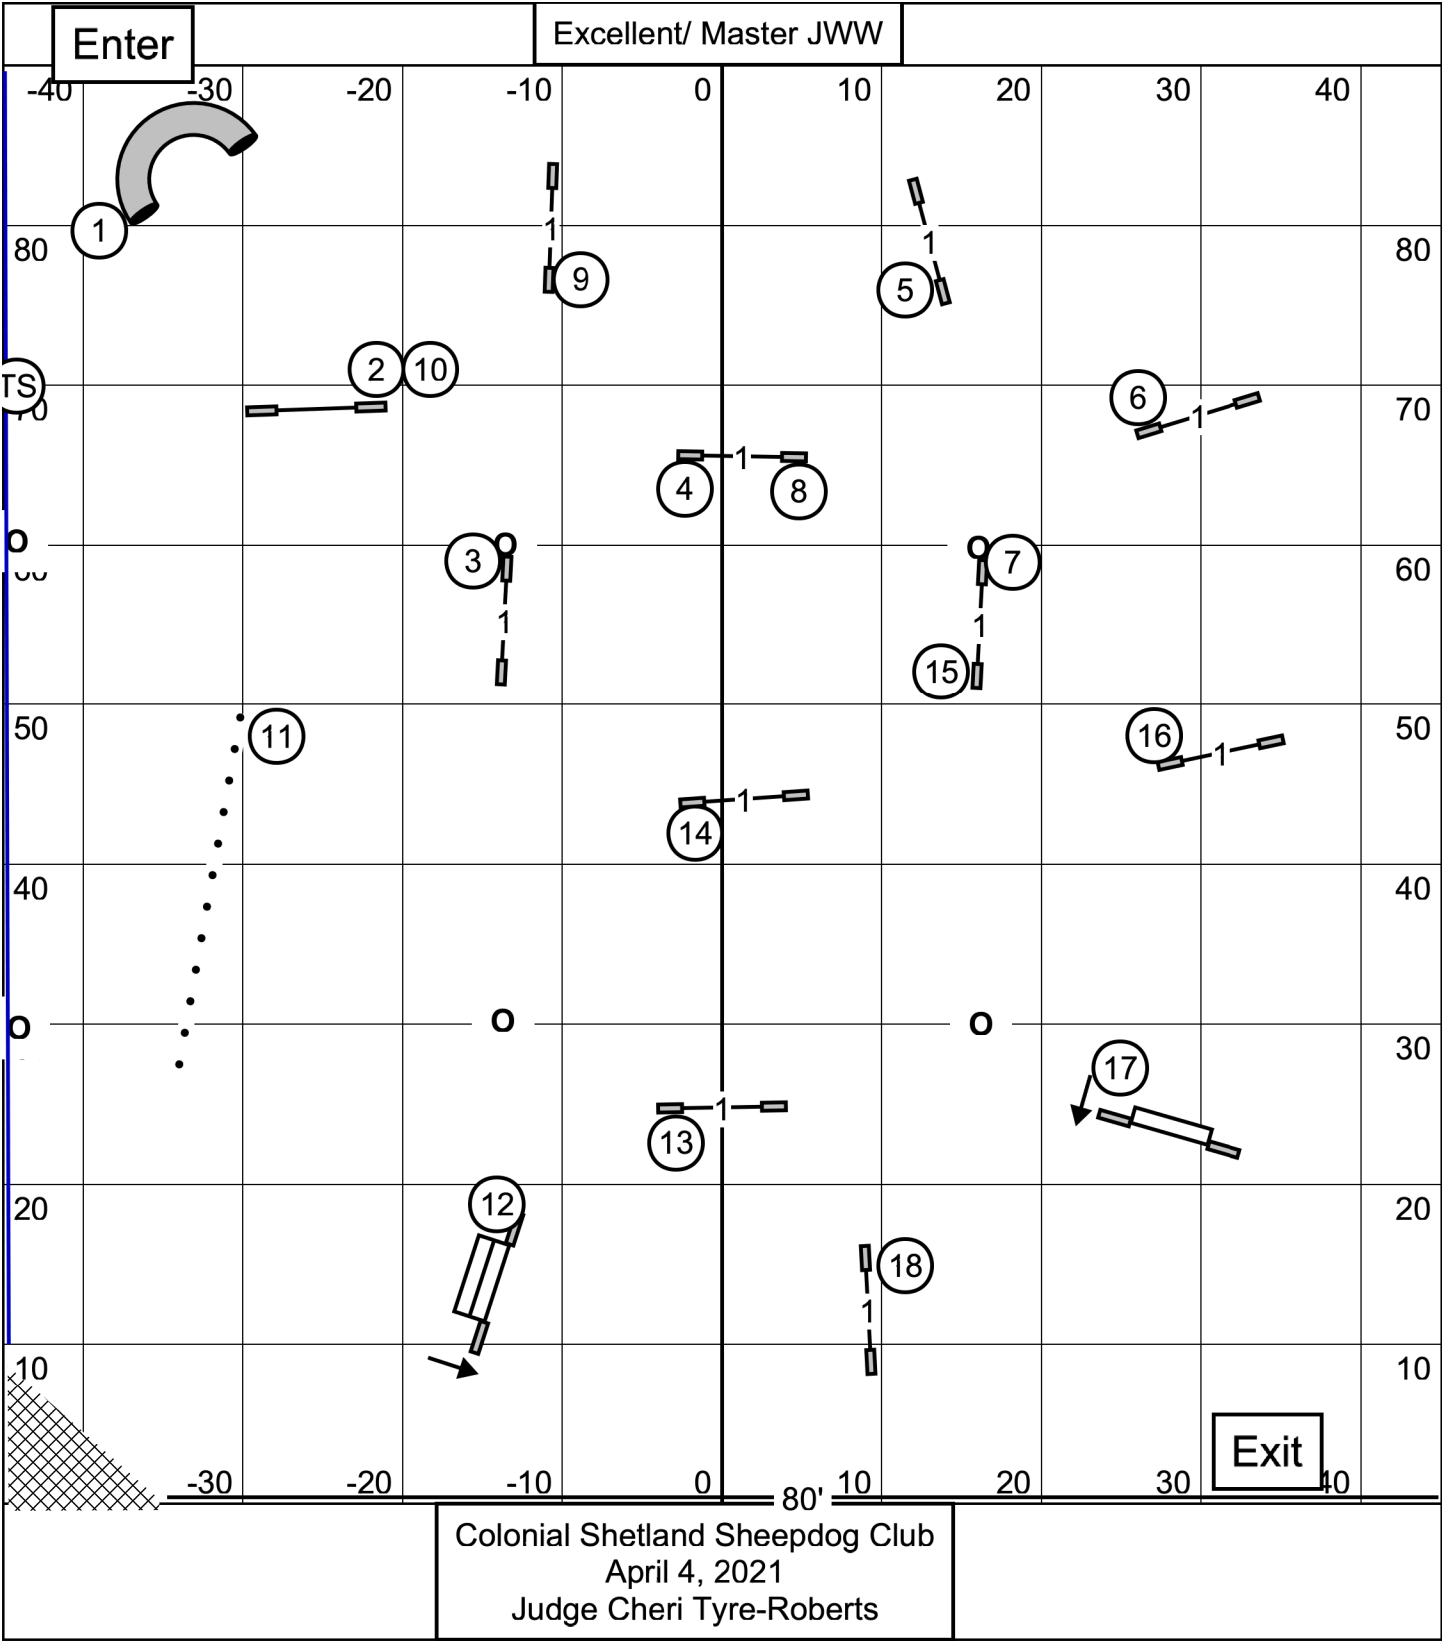 Enter
Excellent/ Master JWW
-40 -30 -20 -10 0 10 20 30 40
1
80 1 9 5 1 80
2 10
TS 70 6 1 70
4 1 8
O 3 O O 7 60
1 1
15
50 11 16 1 50
14 1
40 40
O O O 30
17
13 1
20 12 20
18
1
10 10
Exit
-30 -20 -10 0 10 20 30 40
80'
Colonial Shetland Sheepdog Club
April 4, 2021
Judge Cheri Tyre-Roberts